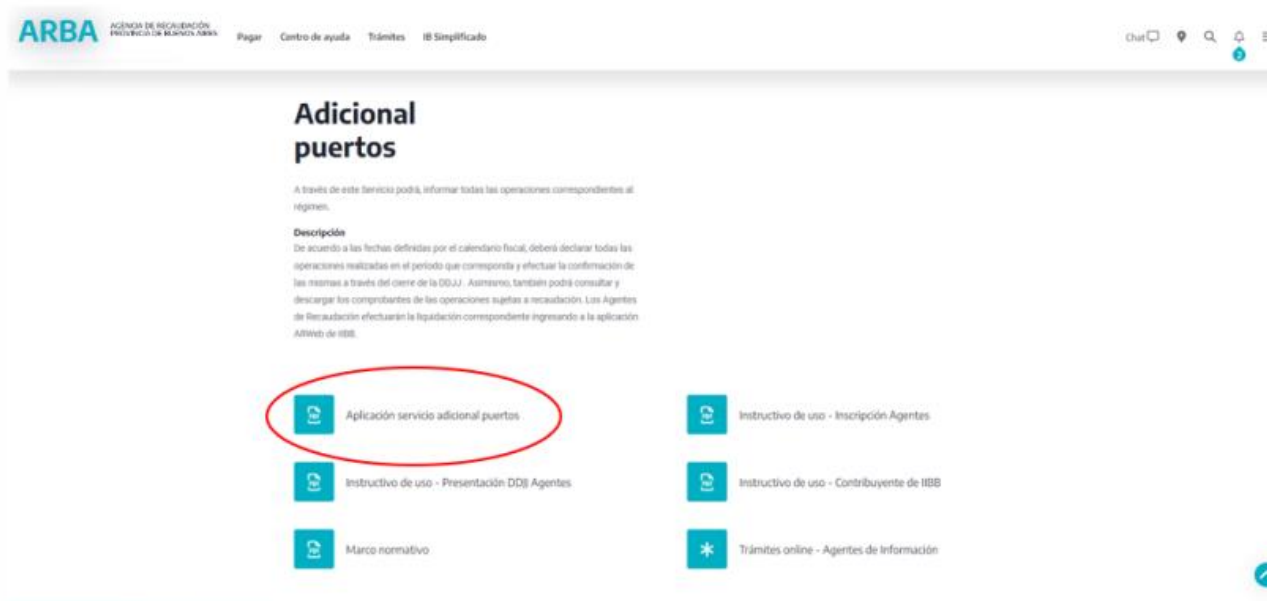 ARBA
AGENCIA DE RECAUDACIÓN
PROVINCIA DE BUENOS AIRES
Pagar Centro de ayuda Trámites IB Simplificado
Chat
2
Adicional
puertos
A través de este Servicio podrá, informar todas las operaciones correspondientes al
régimen.
Descripción
De acuerdo a las fechas definidas por el calendario fiscal, deberá declarar todas las
operaciones realizadas en el período que corresponda y efectuar la confirmación de
las mismas a través del cierre de la DDJJ . Asimismo, también podrá consultar y
descargar los comprobantes de las operaciones sujetas a recaudación. Los Agentes
de Recaudación efectuarán la liquidación correspondiente ingresando a la aplicación
ARWeb de IIBB.
Aplicación servicio adicional puertos
Instructivo de uso - Inscripción Agentes
Instructivo de uso - Presentación DDJJ Agentes
Instructivo de uso - Contribuyente de IIBB
Marco normativo
Trámites online - Agentes de Información